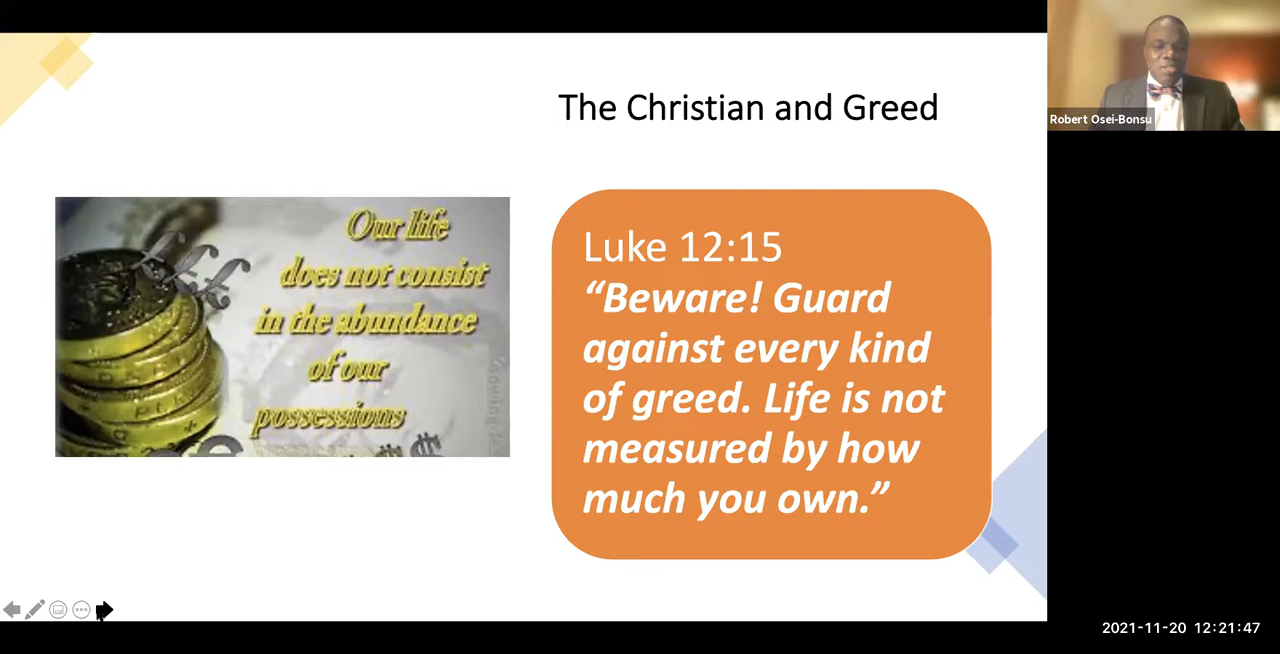 The Christian and Greed
Robert Osei-Bonsu
Our life
does not consist
in the abundance
of our
possessions
Luke 12:15
“Beware! Guard
against every kind
of greed. Life is not
measured by how
much you own.”
2021-11-20 12:21:47